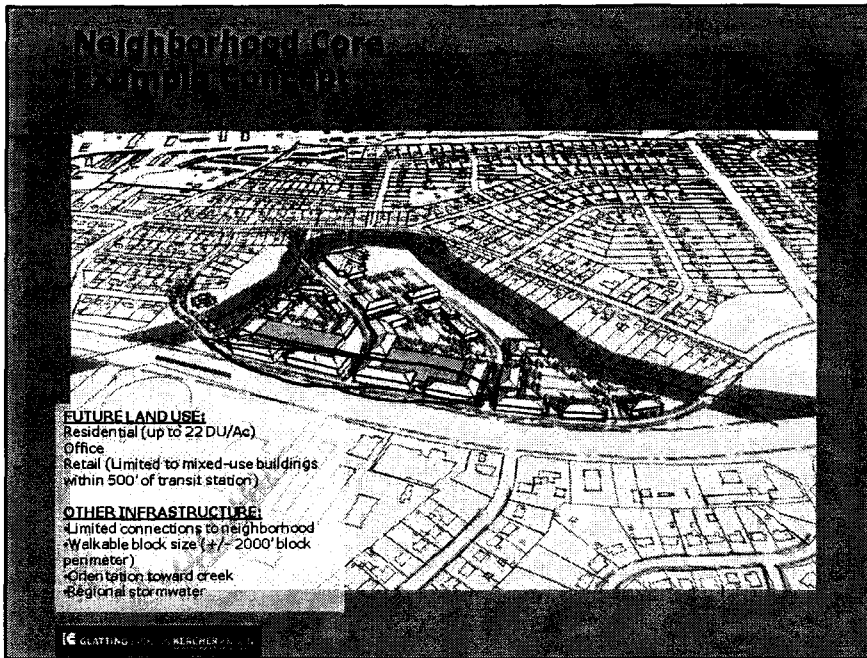 Neighborhood Core
Example Concept
FUTURE LAND USE:
Residential (up to 22 DU/Ac)
Office
Retail (Limited to mixed-use buildings
within 500' of transit station)
OTHER INFRASTRUCTURE:
•Limited connections to neighborhood
•Walkable block size (+/- 2000' block
perimeter)
•Orientation toward creek
•Regional stormwater
GLATTING KERCHER